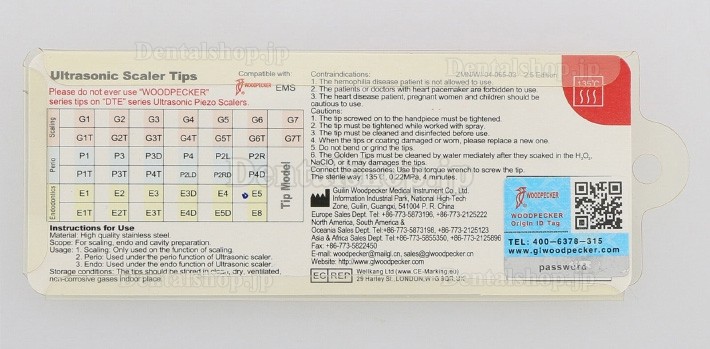 Dentalshop.jp
Ultrasonic Scaler Tips
Compatible with
WOODPECKER EMS
Please do not ever use "WOODPECKER"
series tips on "DTE" series Ultrasonic Piezo Scalers.
Scaling
G1 G2 G3 G4 G5 G6 G7
G1T G2T G3T G4T G5T G6T G7T
Perio
P1 P3 P3D P4 P2L P2R
P1T P3T P4T P2LD P2RD P4D
Endodontics
E1 E2 E3 E3D E4 E5
E1T E2T E3T E4D E4T E8
Tip Model
Instructions for Use
Material: High quality stainless steel.
Scope: For scaling, endo and cavity preparation.
Usage: 1. Scaling: Only used on the function of scaling.
2. Perio: Used under the perio function of Ultrasonic scaler.
3. Endo: Used under the function of Ultrasonic scaler.
Storage conditions: The tips should be stored in clean, dry, ventilated,
non-corrosive gases indoor place.
Contraindications:
1. The hemophilia disease patient is not allowed to use.
2. The patients or doctors with heart pacemaker are forbidden to use.
3. The heart disease patient, pregnant women and children should be
cautious to use.
Cautions:
1. The tip screwed on to the handpiece must be tightened.
2. The tip must be tightened while worked with spray.
3. The tip must be cleaned and disinfected before use.
4. When the tips or coating damaged or worn, please replace a new one.
5. Do not bend or grind the tips.
6. The Golden Tips must be cleaned by water mediately after they soaked in the H₂O₂,
NaClO, or it may damages the tips.
Connect the accessories: Use the torque wrench to screw the tip.
The sterile way: 135℃, 0.22MPa, 4 minutes.
Guilin Woodpecker Medical Instrument Co., Ltd.
Information Industrial Park, National High-Tech
Zone, Guilin, Guangxi, 541004 P. R. China
Europe Sales Dept. Tel: +86-773-5873196, +86-773-2125222
North America, South America &
Oceania Sales Dept. Tel: +86-773-5873198, +86-773-2125123
Asia & Africa Sales Dept. Tel: +86-773-5855350, +86-773-2125896
Fax: +86-773-5822450
E-mail: woodpecker@mailgl.cn, sales@glwoodpecker.com
Website: http://www.glwoodpecker.com
EC REP
Wellkang Ltd (www.CE-Marking.eu)
29 Harley St., LONDON, W1G 9QR, UK
135℃
WOODPECKER
WOODPECKER
Origin ID Tag
TEL: 400-6378-315
www.glwoodpecker.com
password